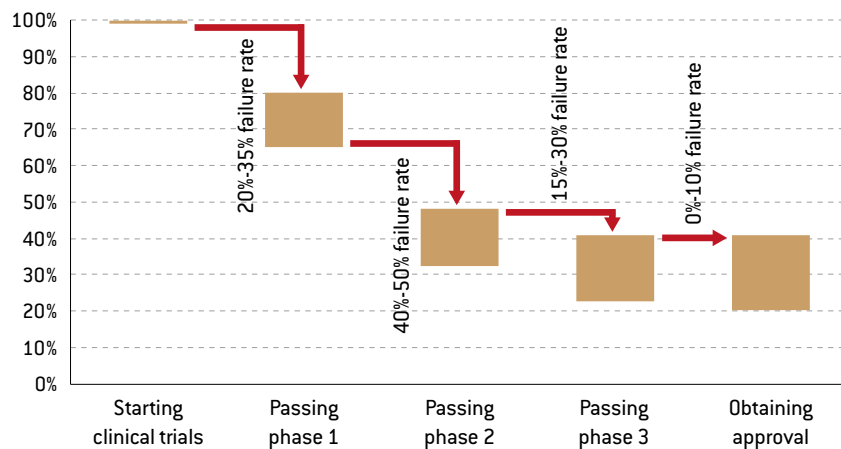 100%
90%
80%
70%
60%
50%
40%
30%
20%
10%
0%
20%-35% failure rate
40%-50% failure rate
15%-30% failure rate
0%-10% failure rate
Starting
clinical trials
Passing
phase 1
Passing
phase 2
Passing
phase 3
Obtaining
approval